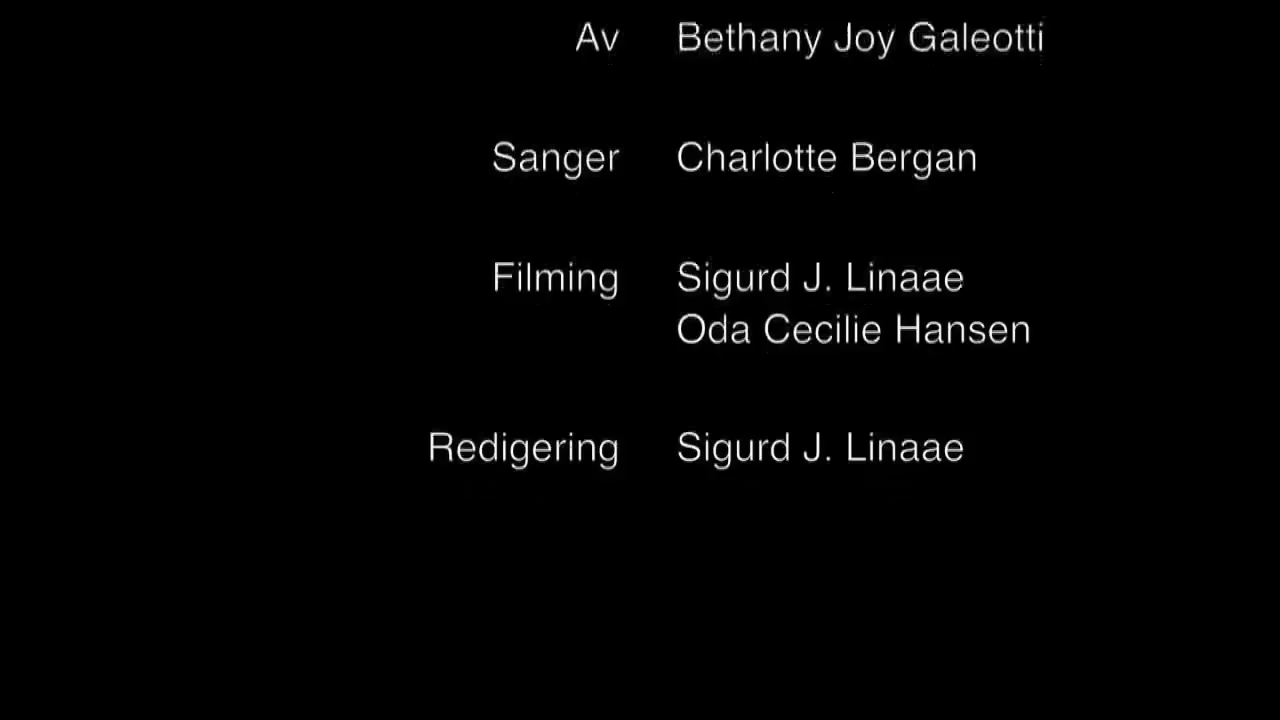 Av Bethany Joy Galeotti
Sanger Charlotte Bergan
Filming Sigurd J. Linaae
Oda Cecilie Hansen
Redigering Sigurd J. Linaae